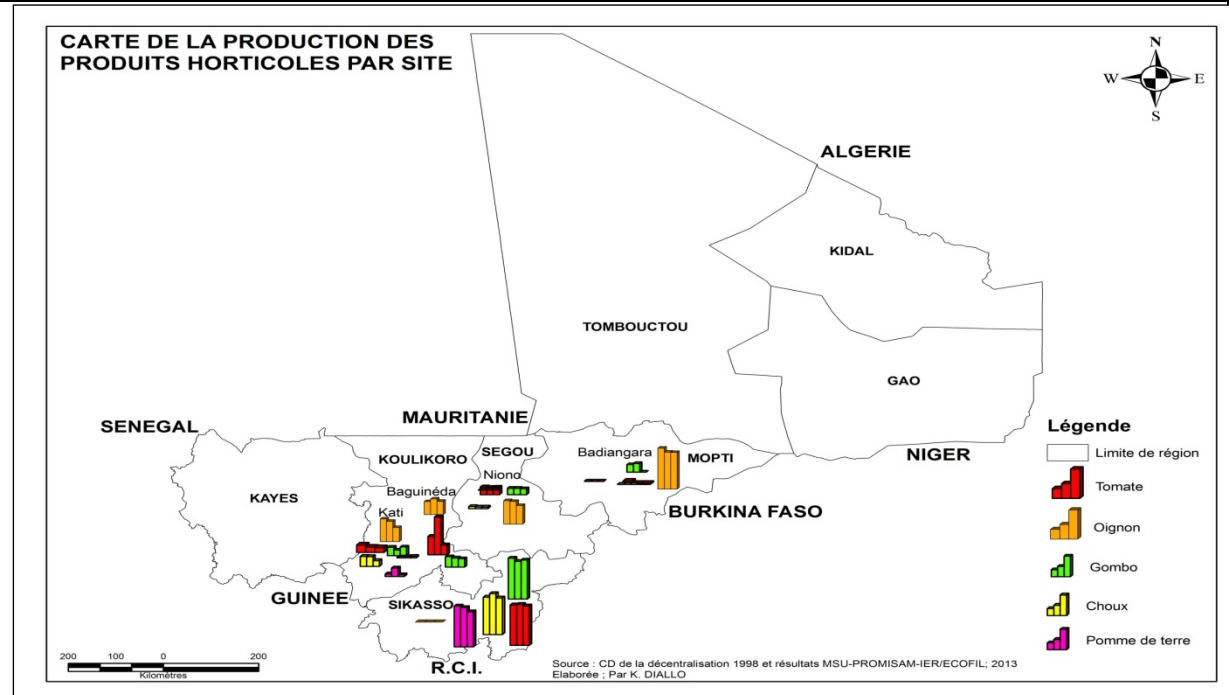 CARTE DE LA PRODUCTION DES
PRODUITS HORTICOLES PAR SITE
N
W
E
S
ALGERIE
KIDAL
TOMBOUCTOU
GAO
MAURITANIE
SENEGAL
NIGER
KOULIKORO
SEGOU
Badiangara
MOPTI
Niono
KAYES
Baguinéda
Kati
BURKINA FASO
GUINEE
SIKASSO
R.C.I.
Légende
Limite de région
Tomate
Oignon
Gombo
Choux
Pomme de terre
200 100 0 200
Kilomètres
Source : CD de la décentralisation 1998 et résultats MSU-PROMISAM-IER/ECOFIL; 2013
Elaborée ; Par K. DIALLO